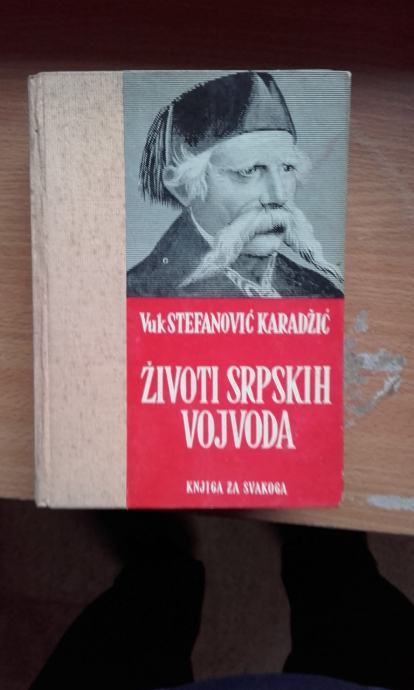 Vuk STEFANOVIĆ KARADŽIĆ
ŽIVOTI SRPSKIH
VOJVODA
KNJIGA ZA SVAKOGA